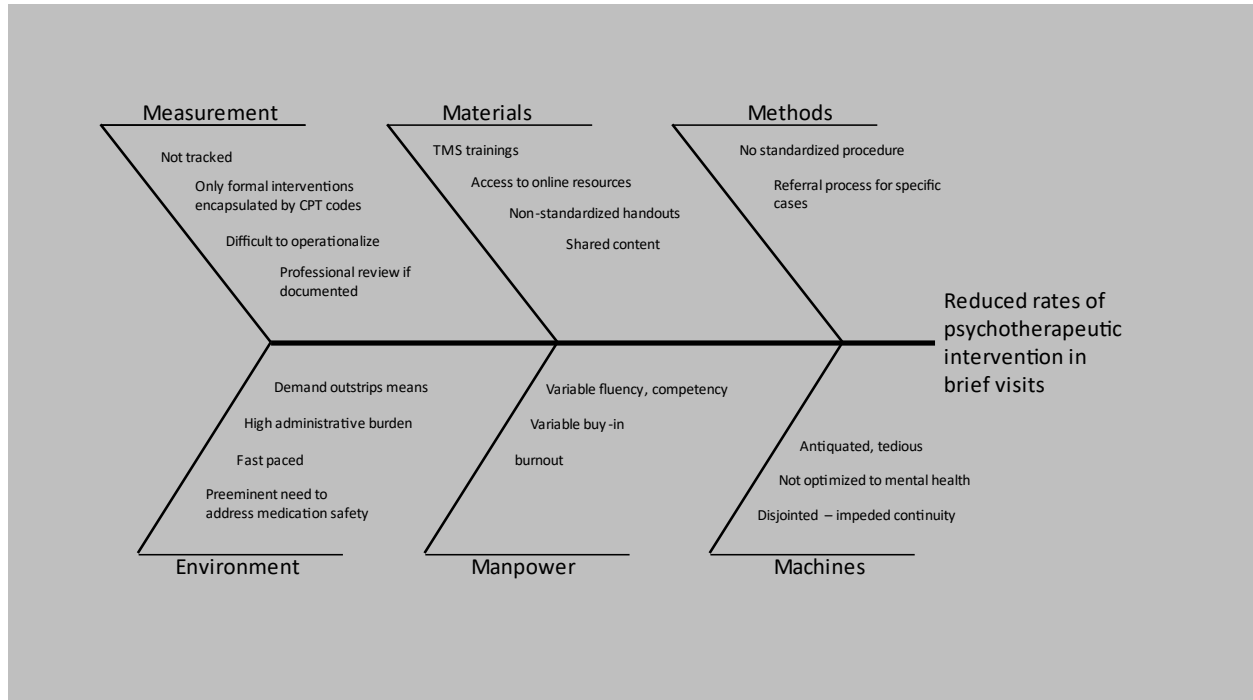 Measurement
Not tracked
Only formal interventions
encapsulated by CPT codes
Difficult to operationalize
Professional review if
documented
Materials
TMS trainings
Access to online resources
Non-standardized handouts
Shared content
Methods
No standardized procedure
Referral process for specific
cases
Reduced rates of
psychotherapeutic
intervention in
brief visits
Demand outstrips means
High administrative burden
Fast paced
Preeminent need to
address medication safety
Environment
Variable fluency, competency
Variable buy-in
burnout
Manpower
Antiquated, tedious
Not optimized to mental health
Disjointed – impeded continuity
Machines